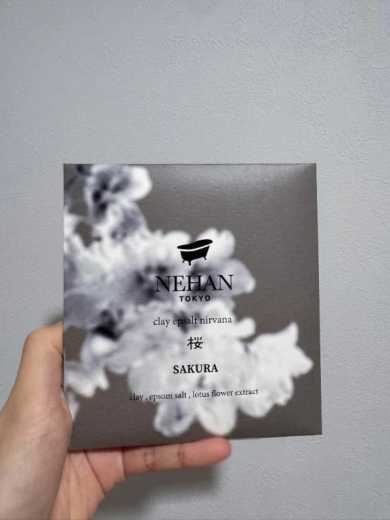 NEHAN
TOKYO
clay epsalt nirvana
桜
SAKURA
clay , epsom salt , lotus flower extract